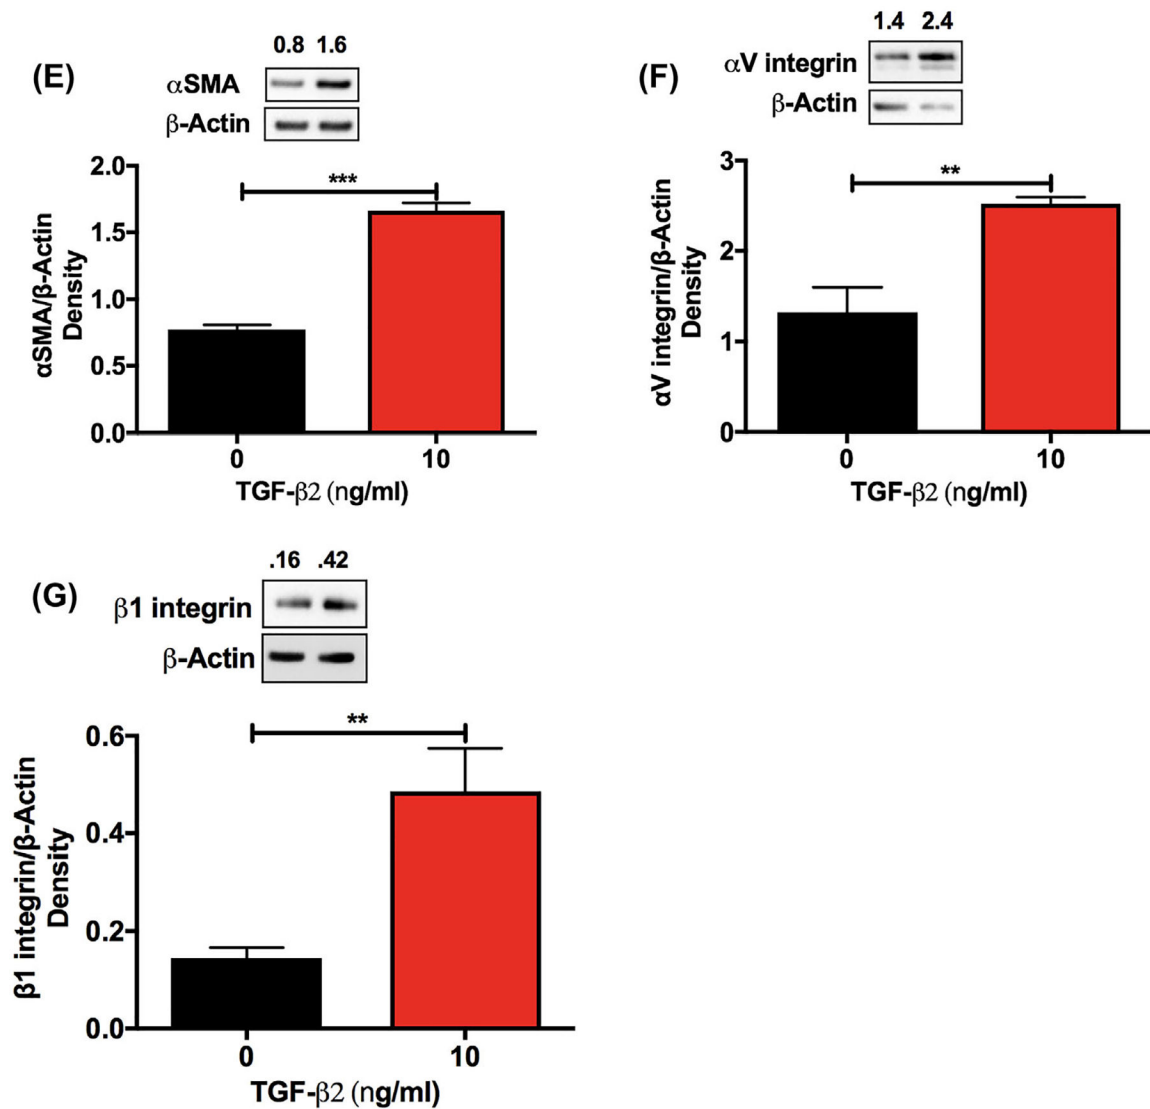 0.8 1.6
(E)
αSMA
β-Actin
2.0
1.5
1.0
0.5
0.0
αSMA/β-Actin
Density
***
0 10
TGF-β2 (ng/ml)
1.4 2.4
(F)
αV integrin
β-Actin
3
2
1
0
αV integrin/β-Actin
Density
**
0 10
TGF-β2 (ng/ml)
.16 .42
(G)
β1 integrin
β-Actin
0.6
0.4
0.2
0.0
β1 integrin/β-Actin
Density
**
0 10
TGF-β2 (ng/ml)